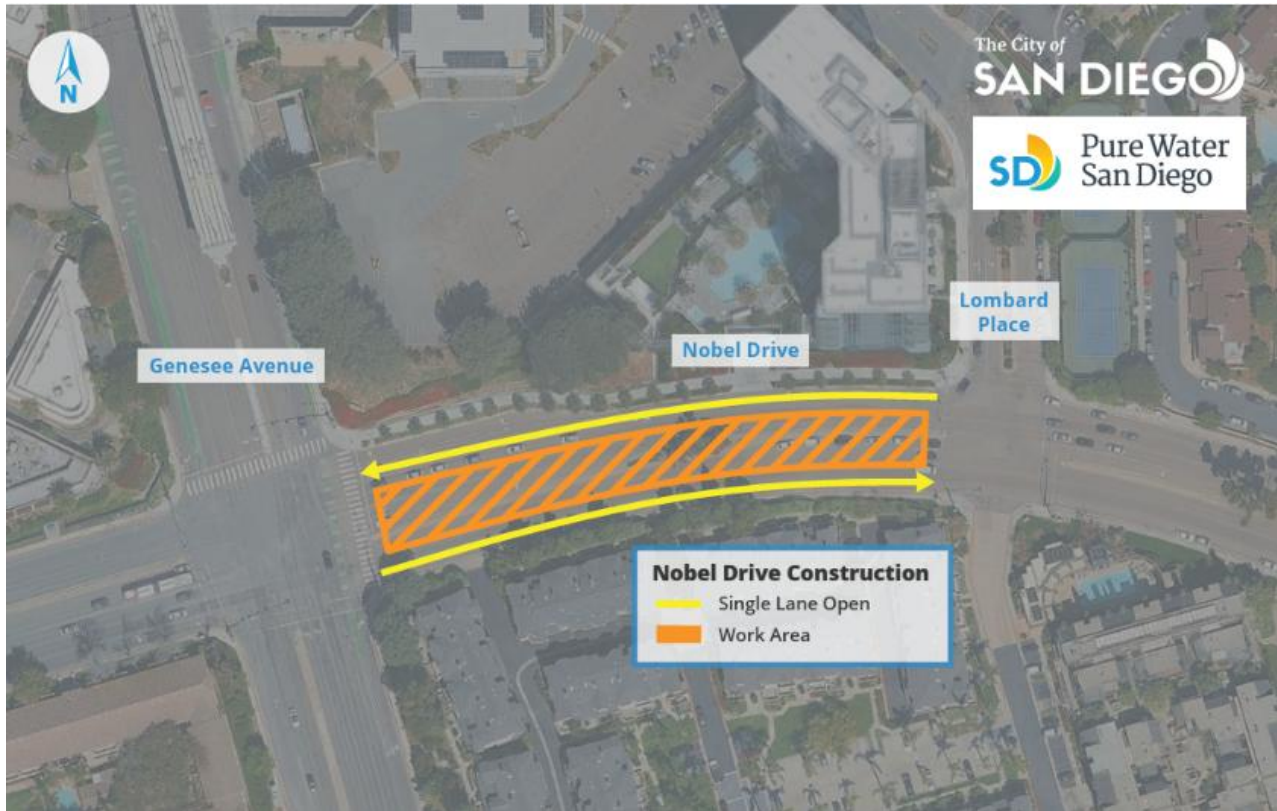 N
The City of
SAN DIEGO
SD
Pure Water
San Diego
Lombard
Place
Nobel Drive
Genesee Avenue
Nobel Drive Construction
Single Lane Open
Work Area